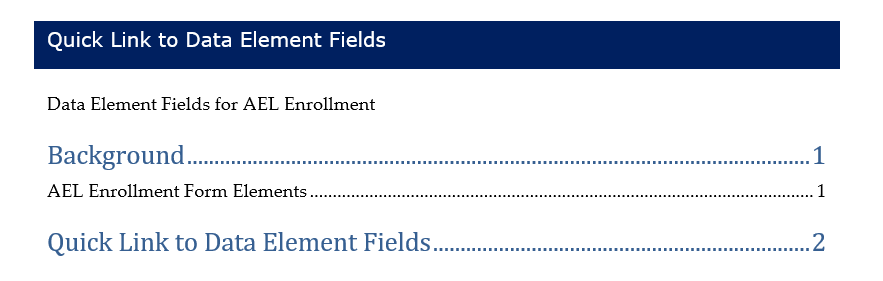 Quick Link to Data Element Fields
Data Element Fields for AEL Enrollment
Background........................................................................................................................1
AEL Enrollment Form Elements................................................................................................................1
Quick Link to Data Element Fields.......................................................................2